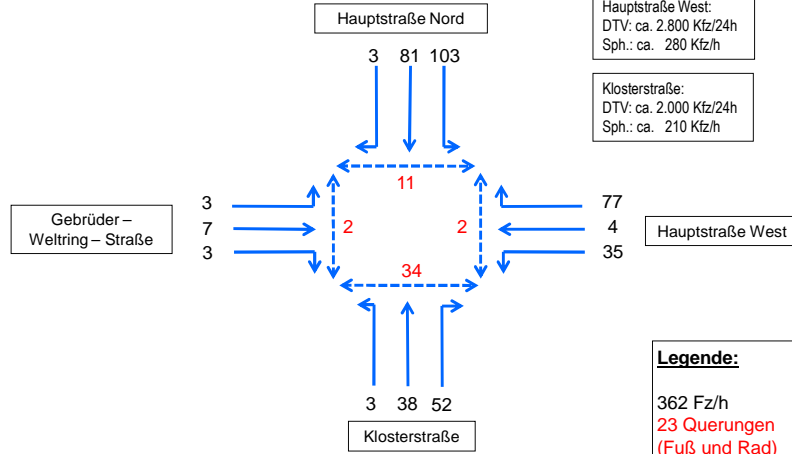 Hauptstraße Nord
Hauptstraße West:
DTV: ca. 2.800 Kfz/24h
Sph.: ca. 280 Kfz/h
Klosterstraße:
DTV: ca. 2.000 Kfz/24h
Sph.: ca. 210 Kfz/h
3 81 103
11
3
7
3
Gebrüder –
Weltring – Straße
2
2
77
4
35
Hauptstraße West
34
3 38 52
Klosterstraße
Legende:
362 Fz/h
23 Querungen
(Fuß und Rad)